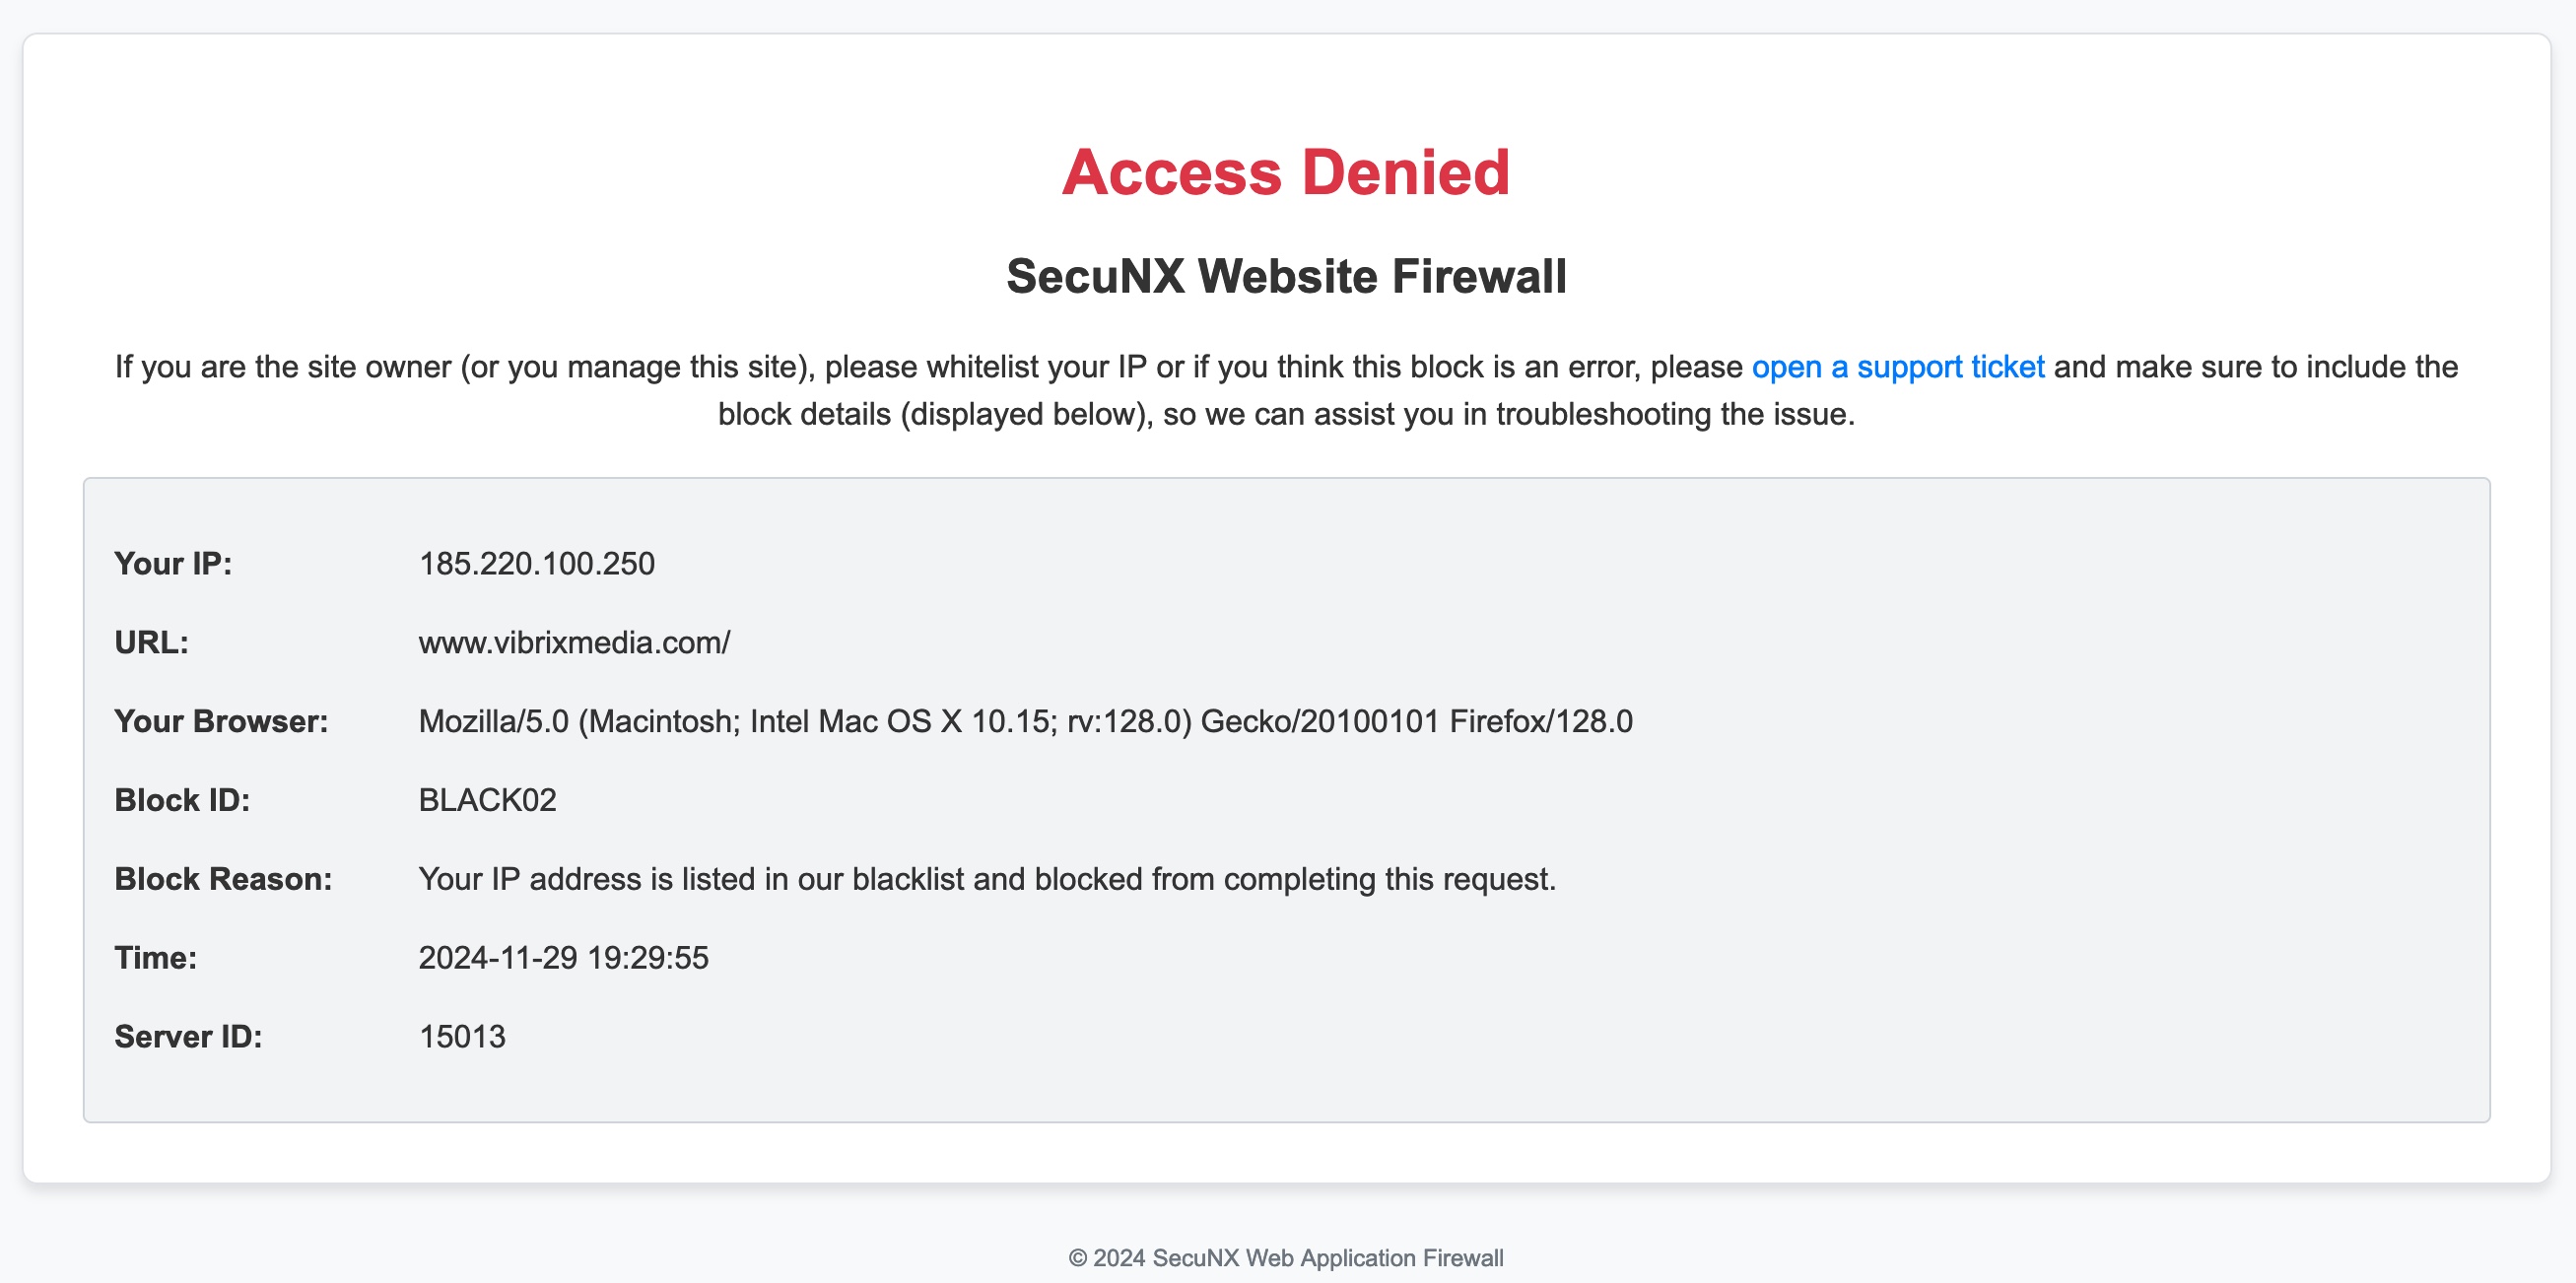 Access Denied
SecuNX Website Firewall
If you are the site owner (or you manage this site), please whitelist your IP or if you think this block is an error, please open a support ticket and make sure to include the
block details (displayed below), so we can assist you in troubleshooting the issue.
Your IP: 185.220.100.250
URL: www.vibrixmedia.com/
Your Browser: Mozilla/5.0 (Macintosh; Intel Mac OS X 10.15; rv:128.0) Gecko/20100101 Firefox/128.0
Block ID: BLACK02
Block Reason: Your IP address is listed in our blacklist and blocked from completing this request.
Time: 2024-11-29 19:29:55
Server ID: 15013
© 2024 SecuNX Web Application Firewall